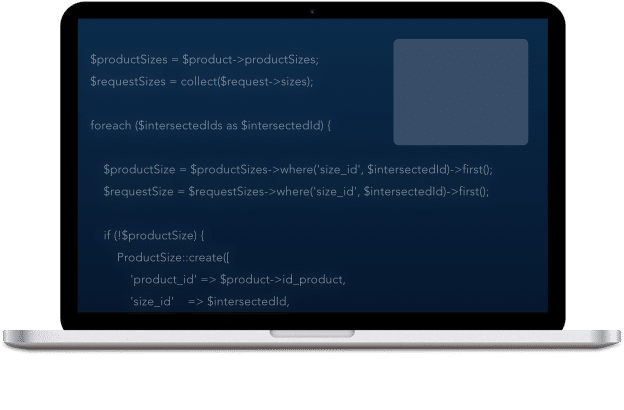 $productSizes = $product->productSizes;
$requestSizes = collect($request->sizes);
foreach ($intersectedIds as $intersectedId) {
$productSize = $productSizes->where('size_id', $intersectedId)->first();
$requestSize = $requestSizes->where('size_id', $intersectedId)->first();
if (!$productSize) {
ProductSize::create([
'product_id' => $product->id_product,
'size_id' => $intersectedId,